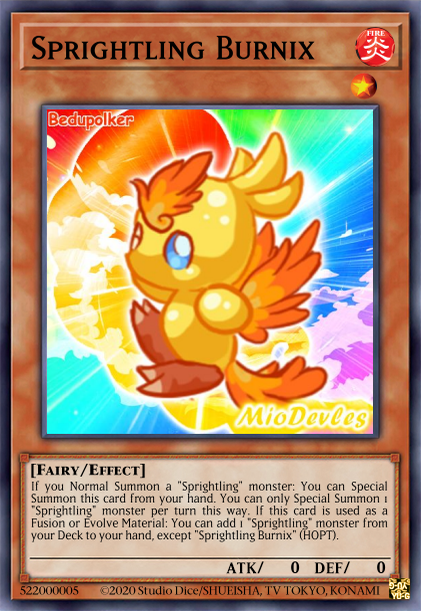 Sprightling Burnix
FIRE
炎
Bedupolker
MioDevles
[Fairy/Effect]
If you Normal Summon a "Sprightling" monster: You can Special
Summon this card from your hand. You can only Special Summon 1
"Sprightling" monster per turn this way. If this card is used as a
Fusion or Evolve Material: You can add 1 "Sprightling" monster from
your Deck to your hand, except "Sprightling Burnix" (HOPT).
ATK/ 0 DEF/ 0
522000005 ©2020 Studio Dice/SHUEISHA, TV TOKYO, KONAMI